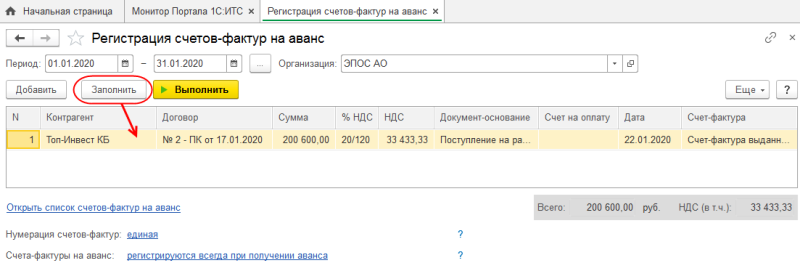 Начальная страница Монитор Портала 1С:ИТС × Регистрация счетов-фактур на аванс ×
Регистрация счетов-фактур на аванс
Период: 01.01.2020 – 31.01.2020 ... Организация: ЭПОС АО
Добавить Заполнить Выполнить Еще ?
N Контрагент Договор Сумма % НДС НДС Документ-основание Счет на оплату Дата Счет-фактура
1 Топ-Инвест КБ № 2 - ПК от 17.01.2020 200 600,00 20/120 33 433,33 Поступление на ра... 22.01.2020 Счет-фактура выданн...
Открыть список счетов-фактур на аванс Всего: 200 600,00 руб. НДС (в т.ч.): 33 433,33
Нумерация счетов-фактур: единая ?
Счета-фактуры на аванс: регистрируются всегда при получении аванса ?